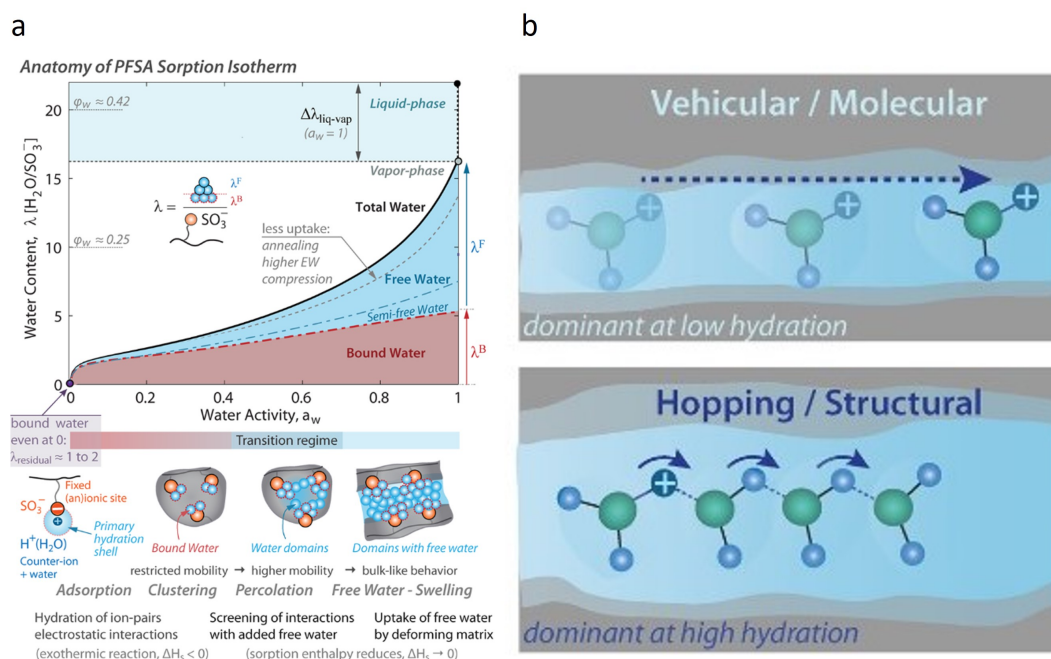 a
Anatomy of PFSA Sorption Isotherm
Water Content, λ [H₂O/SO₃⁻]
20
15
10
5
0
φw ≈ 0.42
φw ≈ 0.25
Liquid-phase
Δλliq-vap
(aw = 1)
Vapor-phase
λ =
λF
λB
SO₃⁻
Total Water
less uptake:
annealing
higher EW
compression
Free Water
Semi-free Water
Bound Water
λF
λB
0
0.2
0.4
0.6
0.8
1
Water Activity, aw
bound water
even at 0:
λresidual ≈ 1 to 2
Transition regime
Fixed
(an)ionic site
SO₃⁻
−
+
Primary
hydration
shell
H⁺(H₂O)
Counter-ion
+ water
Bound Water
Water domains
Domains with free water
restricted mobility → higher mobility → bulk-like behavior
Adsorption Clustering Percolation Free Water - Swelling
Hydration of ion-pairs
electrostatic interactions
(exothermic reaction, ΔHs < 0)
Screening of interactions
with added free water
Uptake of free water
by deforming matrix
(sorption enthalpy reduces, ΔHs → 0)
b
Vehicular / Molecular
+
+
+
dominant at low hydration
Hopping / Structural
+
dominant at high hydration